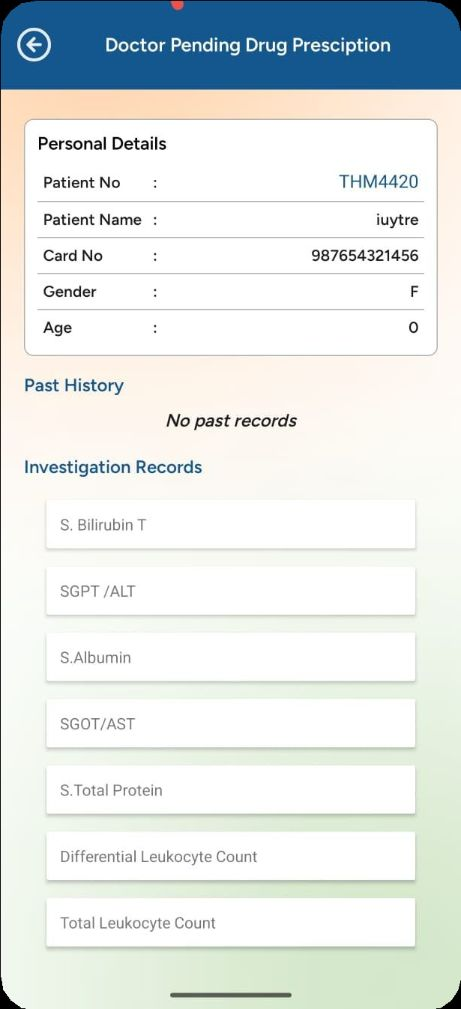 Doctor Pending Drug Presciption
Personal Details
Patient No : THM4420
Patient Name : iuytre
Card No : 987654321456
Gender : F
Age : 0
Past History
No past records
Investigation Records
S. Bilirubin T
SGPT /ALT
S.Albumin
SGOT/AST
S.Total Protein
Differential Leukocyte Count
Total Leukocyte Count